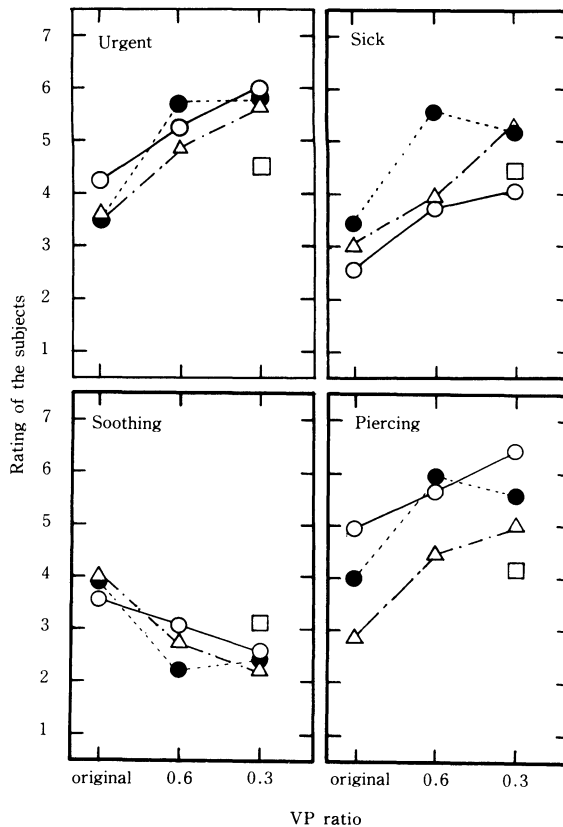 7
6
5
4
3
2
1
Urgent
Sick
Rating of the subjects
7
6
5
4
3
2
1
Soothing
Piercing
original 0.6 0.3 original 0.6 0.3
VP ratio